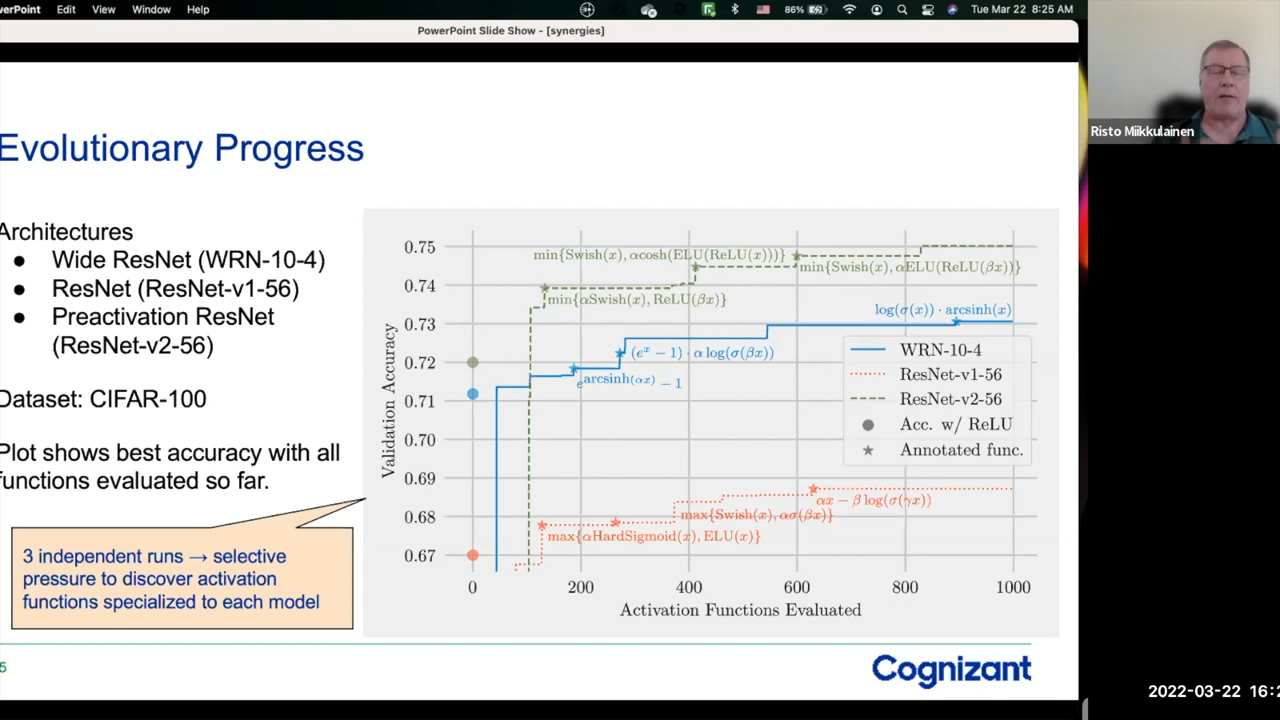 PowerPoint Edit View Window Help 86% Tue Mar 22 8:25 AM
PowerPoint Slide Show - [synergies]
Risto Miikkulainen
Evolutionary Progress
Architectures
● Wide ResNet (WRN-10-4)
● ResNet (ResNet-v1-56)
● Preactivation ResNet
(ResNet-v2-56)
Dataset: CIFAR-100
Plot shows best accuracy with all
functions evaluated so far.
3 independent runs → selective
pressure to discover activation
functions specialized to each model
Validation Accuracy
0.75
0.74
0.73
0.72
0.71
0.70
0.69
0.68
0.67
min{Swish(x), αcosh(ELU(ReLU(x)))}
min{Swish(x), αELU(ReLU(βx))}
min{αSwish(x), ReLU(βx)}
log(σ(x)) · arcsinh(x)
(e^x − 1) · α log(σ(βx))
e^arcsinh(αx) − 1
WRN-10-4
ResNet-v1-56
ResNet-v2-56
Acc. w/ ReLU
Annotated func.
αx − β log(σ(γx))
max{Swish(x), ασ(βx)}
max{αHardSigmoid(x), ELU(x)}
0 200 400 600 800 1000
Activation Functions Evaluated
5
Cognizant
2022-03-22 16:2